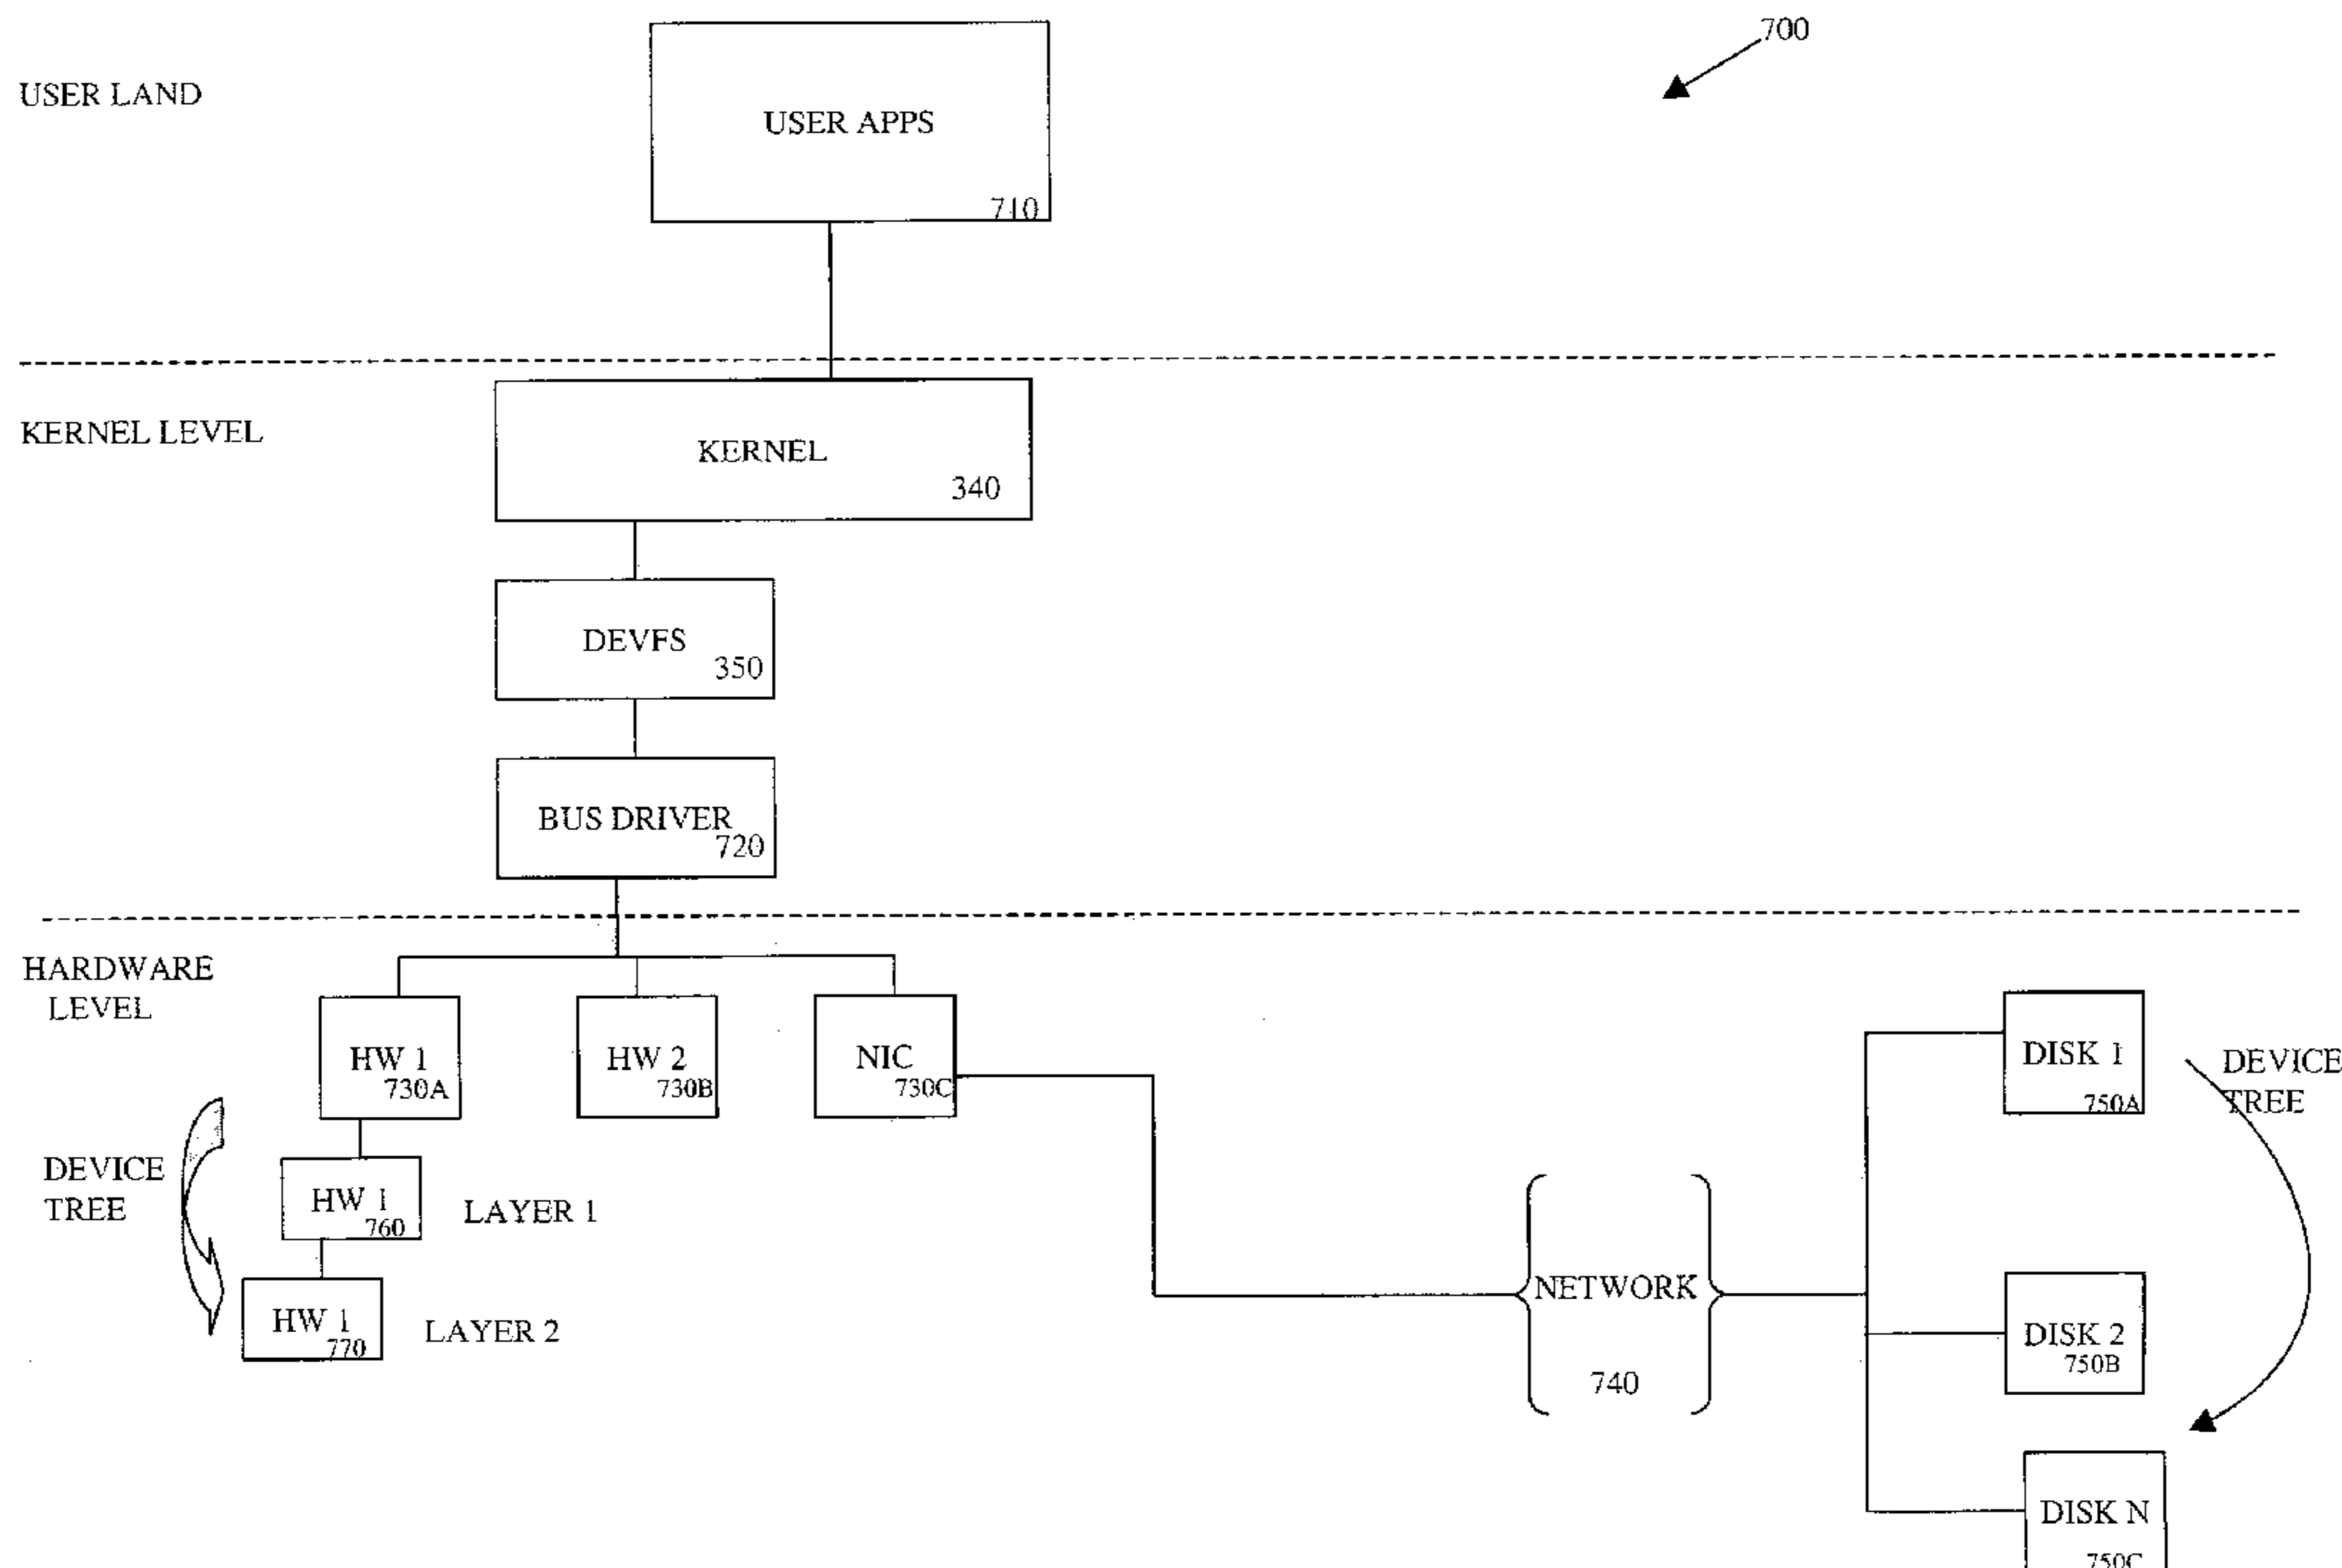 700
USER LAND
USER APPS
710
KERNEL LEVEL
KERNEL
340
DEVFS
350
BUS DRIVER
720
HARDWARE
LEVEL
HW 1
730A
HW 2
730B
NIC
730C
DISK 1
750A
DEVICE
TREE
DEVICE
TREE
HW 1
760
LAYER 1
HW 1
770
LAYER 2
NETWORK
740
DISK 2
750B
DISK N
750C